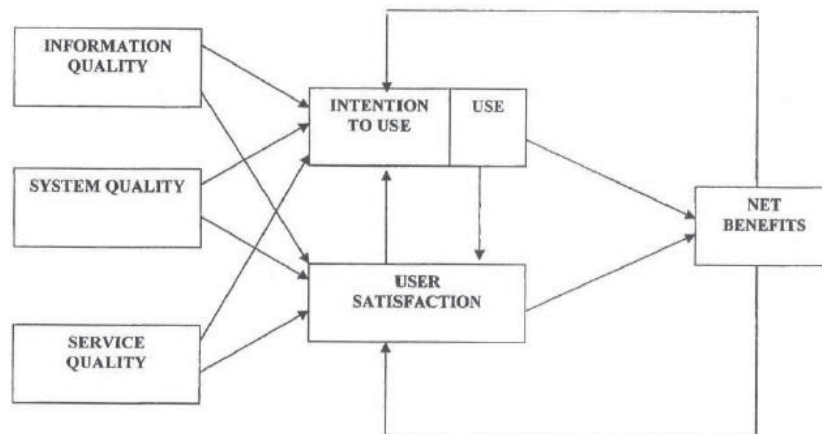 INFORMATION
QUALITY
INTENTION
TO USE
USE
SYSTEM QUALITY
NET
BENEFITS
USER
SATISFACTION
SERVICE
QUALITY